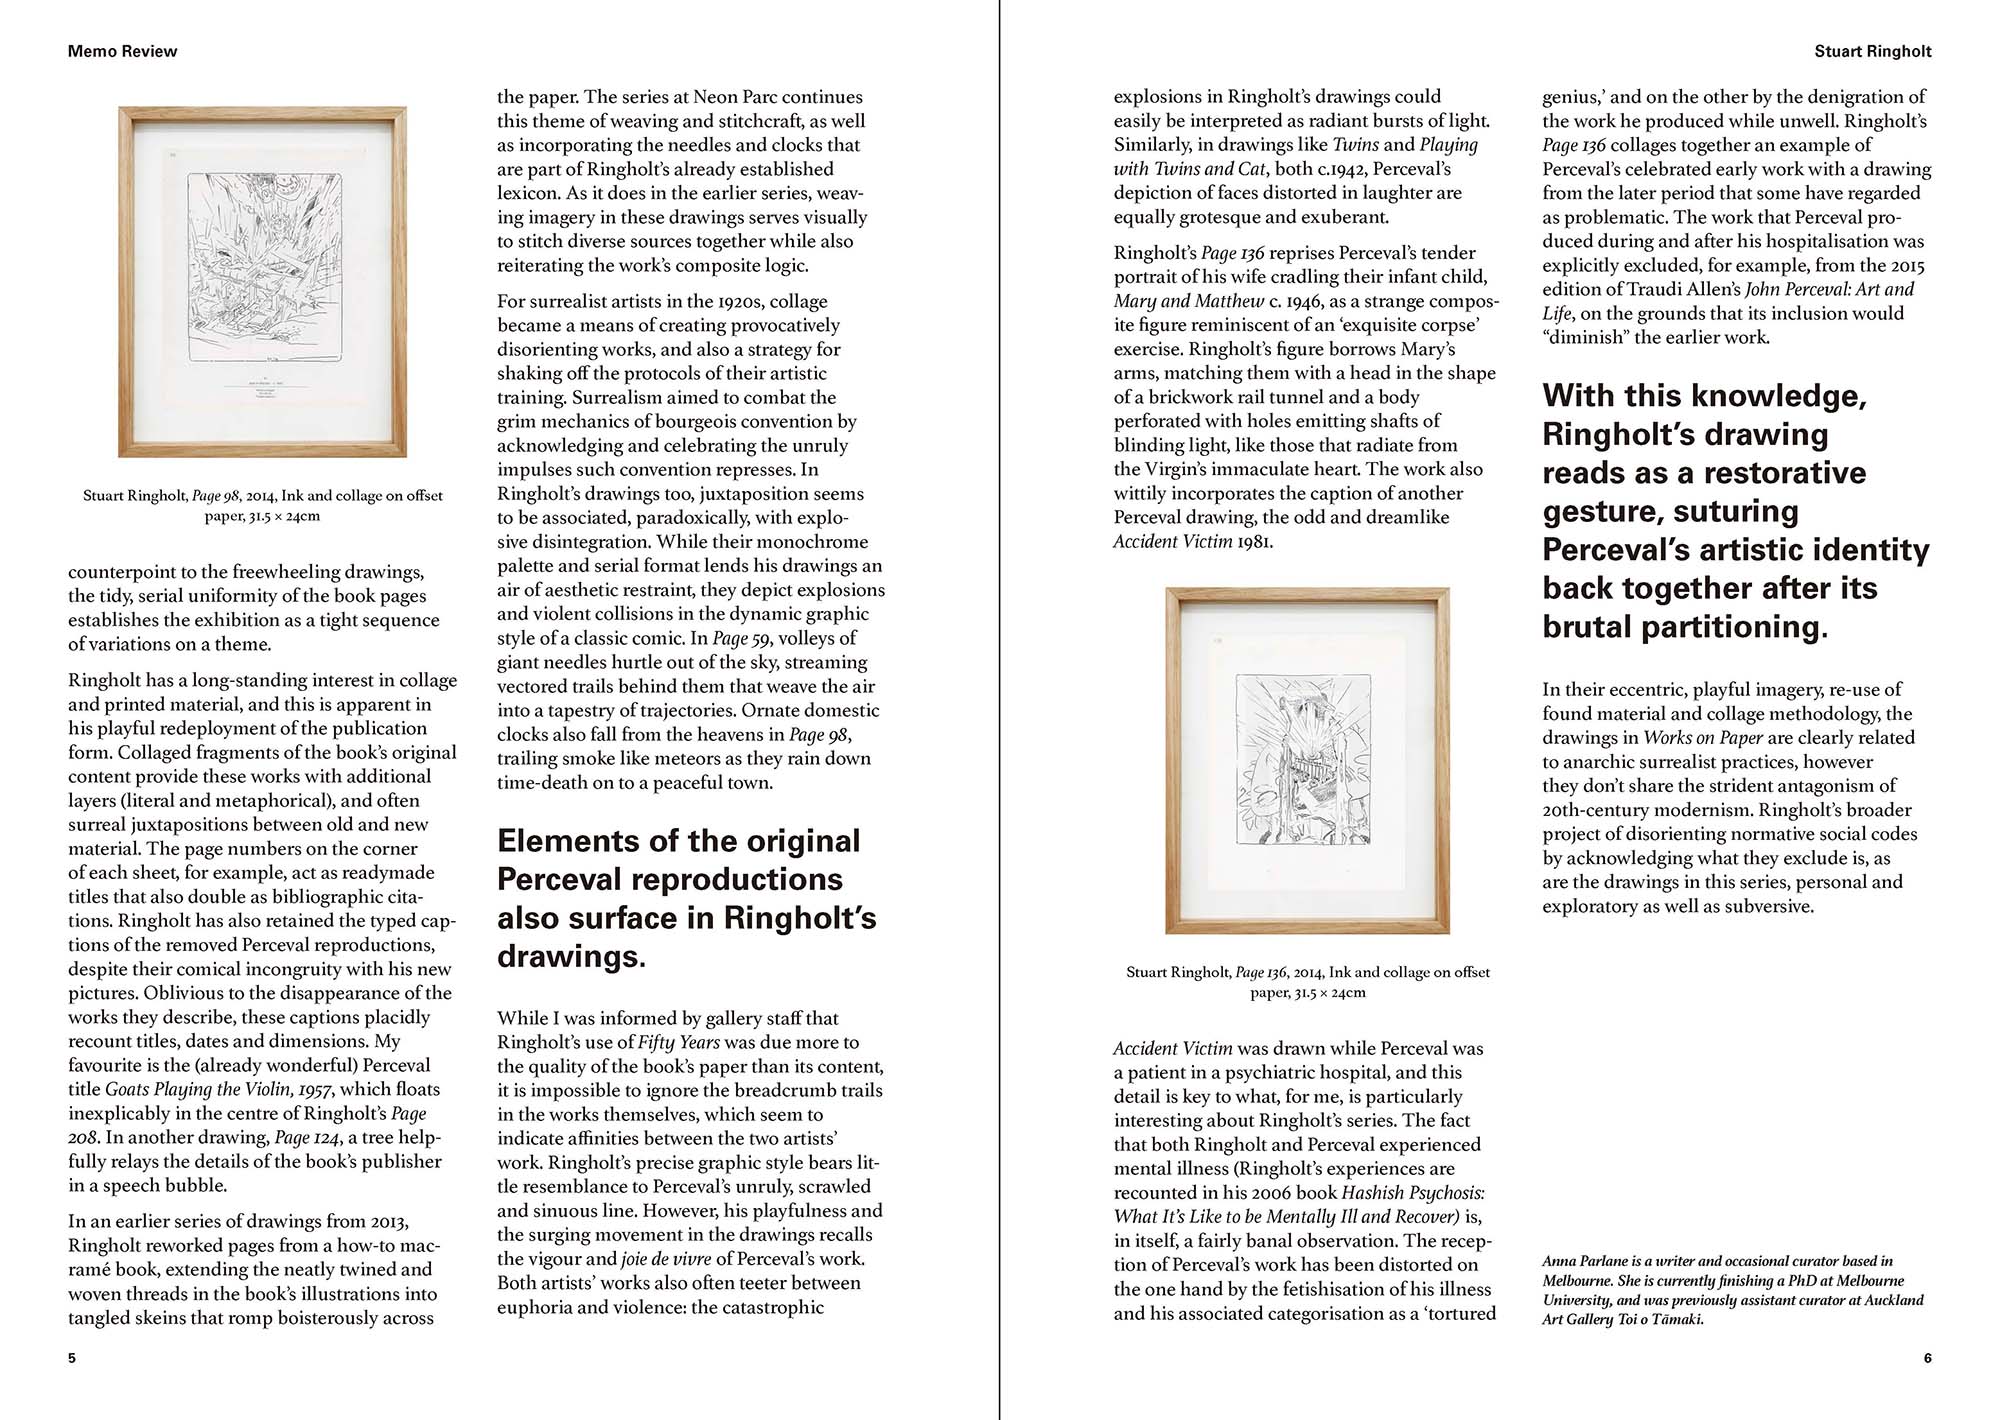 Memo Review
Stuart Ringholt, Page 98, 2014, Ink and collage on offset
paper, 31.5 × 24cm
counterpoint to the freewheeling drawings,
the tidy, serial uniformity of the book pages
establishes the exhibition as a tight sequence
of variations on a theme.
Ringholt has a long-standing interest in collage
and printed material, and this is apparent in
his playful redeployment of the publication
form. Collaged fragments of the book’s original
content provide these works with additional
layers (literal and metaphorical), and often
surreal juxtapositions between old and new
material. The page numbers on the corner
of each sheet, for example, act as readymade
titles that also double as bibliographic cita-
tions. Ringholt has also retained the typed cap-
tions of the removed Perceval reproductions,
despite their comical incongruity with his new
pictures. Oblivious to the disappearance of the
works they describe, these captions placidly
recount titles, dates and dimensions. My
favourite is the (already wonderful) Perceval
title Goats Playing the Violin, 1957, which floats
inexplicably in the centre of Ringholt’s Page
208. In another drawing, Page 124, a tree help-
fully relays the details of the book’s publisher
in a speech bubble.
In an earlier series of drawings from 2013,
Ringholt reworked pages from a how-to mac-
ramé book, extending the neatly twined and
woven threads in the book’s illustrations into
tangled skeins that romp boisterously across
5
the paper. The series at Neon Parc continues
this theme of weaving and stitchcraft, as well
as incorporating the needles and clocks that
are part of Ringholt’s already established
lexicon. As it does in the earlier series, weav-
ing imagery in these drawings serves visually
to stitch diverse sources together while also
reiterating the work’s composite logic.
For surrealist artists in the 1920s, collage
became a means of creating provocatively
disorienting works, and also a strategy for
shaking off the protocols of their artistic
training. Surrealism aimed to combat the
grim mechanics of bourgeois convention by
acknowledging and celebrating the unruly
impulses such convention represses. In
Ringholt’s drawings too, juxtaposition seems
to be associated, paradoxically, with explo-
sive disintegration. While their monochrome
palette and serial format lends his drawings an
air of aesthetic restraint, they depict explosions
and violent collisions in the dynamic graphic
style of a classic comic. In Page 59, volleys of
giant needles hurtle out of the sky, streaming
vectored trails behind them that weave the air
into a tapestry of trajectories. Ornate domestic
clocks also fall from the heavens in Page 98,
trailing smoke like meteors as they rain down
time-death on to a peaceful town.
Elements of the original
Perceval reproductions
also surface in Ringholt’s
drawings.
While I was informed by gallery staff that
Ringholt’s use of Fifty Years was due more to
the quality of the book’s paper than its content,
it is impossible to ignore the breadcrumb trails
in the works themselves, which seem to
indicate affinities between the two artists’
work. Ringholt’s precise graphic style bears lit-
tle resemblance to Perceval’s unruly, scrawled
and sinuous line. However, his playfulness and
the surging movement in the drawings recalls
the vigour and joie de vivre of Perceval’s work.
Both artists’ works also often teeter between
euphoria and violence: the catastrophic
Stuart Ringholt
explosions in Ringholt’s drawings could
easily be interpreted as radiant bursts of light.
Similarly, in drawings like Twins and Playing
with Twins and Cat, both c.1942, Perceval’s
depiction of faces distorted in laughter are
equally grotesque and exuberant.
Ringholt’s Page 136 reprises Perceval’s tender
portrait of his wife cradling their infant child,
Mary and Matthew c. 1946, as a strange compos-
ite figure reminiscent of an ‘exquisite corpse’
exercise. Ringholt’s figure borrows Mary’s
arms, matching them with a head in the shape
of a brickwork rail tunnel and a body
perforated with holes emitting shafts of
blinding light, like those that radiate from
the Virgin’s immaculate heart. The work also
wittily incorporates the caption of another
Perceval drawing, the odd and dreamlike
Accident Victim 1981.
Stuart Ringholt, Page 136, 2014, Ink and collage on offset
paper, 31.5 × 24cm
Accident Victim was drawn while Perceval was
a patient in a psychiatric hospital, and this
detail is key to what, for me, is particularly
interesting about Ringholt’s series. The fact
that both Ringholt and Perceval experienced
mental illness (Ringholt’s experiences are
recounted in his 2006 book Hashish Psychosis:
What It’s Like to be Mentally Ill and Recover) is,
in itself, a fairly banal observation. The recep-
tion of Perceval’s work has been distorted on
the one hand by the fetishisation of his illness
and his associated categorisation as a ‘tortured
genius,’ and on the other by the denigration of
the work he produced while unwell. Ringholt’s
Page 136 collages together an example of
Perceval’s celebrated early work with a drawing
from the later period that some have regarded
as problematic. The work that Perceval pro-
duced during and after his hospitalisation was
explicitly excluded, for example, from the 2015
edition of Traudi Allen’s John Perceval: Art and
Life, on the grounds that its inclusion would
“diminish” the earlier work.
With this knowledge,
Ringholt’s drawing
reads as a restorative
gesture, suturing
Perceval’s artistic identity
back together after its
brutal partitioning.
In their eccentric, playful imagery, re-use of
found material and collage methodology, the
drawings in Works on Paper are clearly related
to anarchic surrealist practices, however
they don’t share the strident antagonism of
20th-century modernism. Ringholt’s broader
project of disorienting normative social codes
by acknowledging what they exclude is, as
are the drawings in this series, personal and
exploratory as well as subversive.
Anna Parlane is a writer and occasional curator based in
Melbourne. She is currently finishing a PhD at Melbourne
University, and was previously assistant curator at Auckland
Art Gallery Toi o Tāmaki.
6